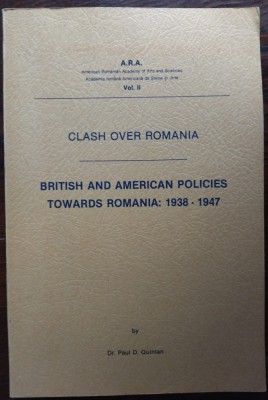 A.R.A.
American Romanian Academy of Arts and Sciences
Academia Română Americană de Științe și Arte
Vol. II
CLASH OVER ROMANIA
BRITISH AND AMERICAN POLICIES
TOWARDS ROMANIA: 1938 - 1947
by
Dr. Paul D. Quinlan